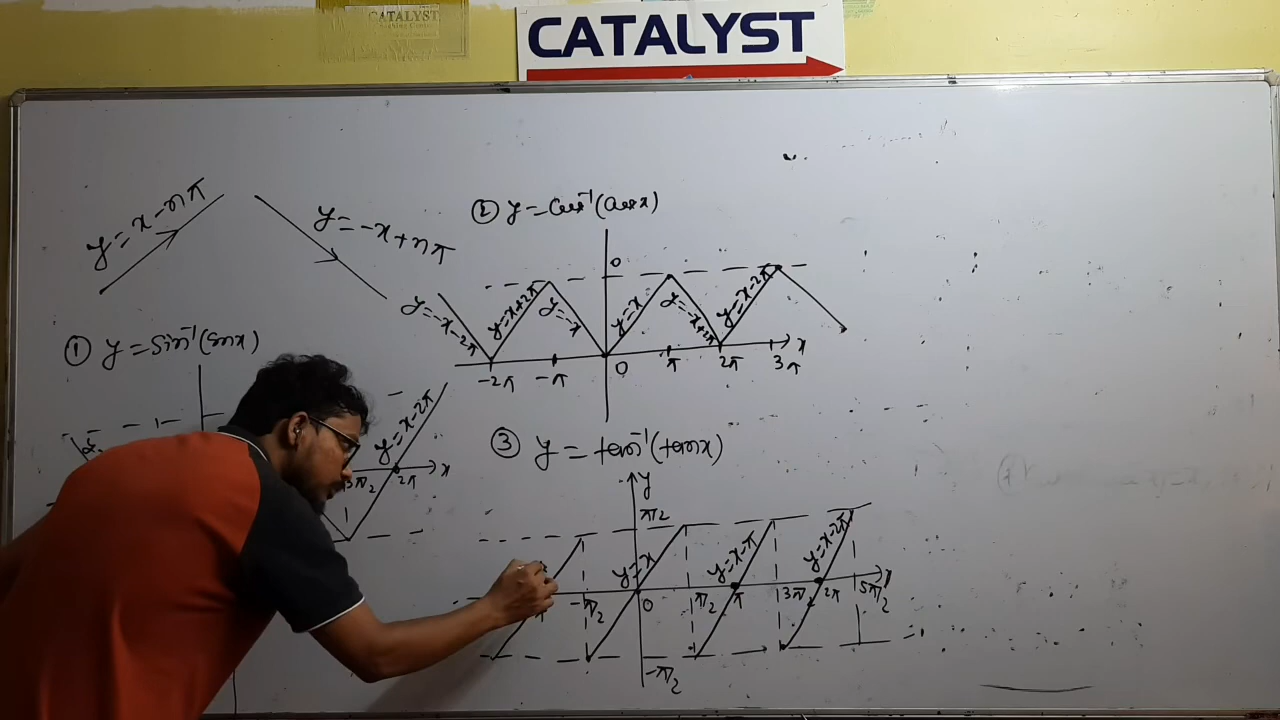 CATALYST
CATALYST
y = x - nπ
y = -x + nπ
② y = Cos⁻¹(cos x)
0
y = -x - 2π
y = x + 2π
y = -x
y = x
y = -x + 2π
y = x - 2π
-2π
-π
0
π
2π
3π
x
① y = Sin⁻¹(sin x)
y = x - 2π
3π/2
2π
x
③ y = tan⁻¹(tan x)
y
π/2
y = x
y = x - π
y = x - 2π
-π/2
0
π/2
π
3π
2π
5π/2
x
-π/2